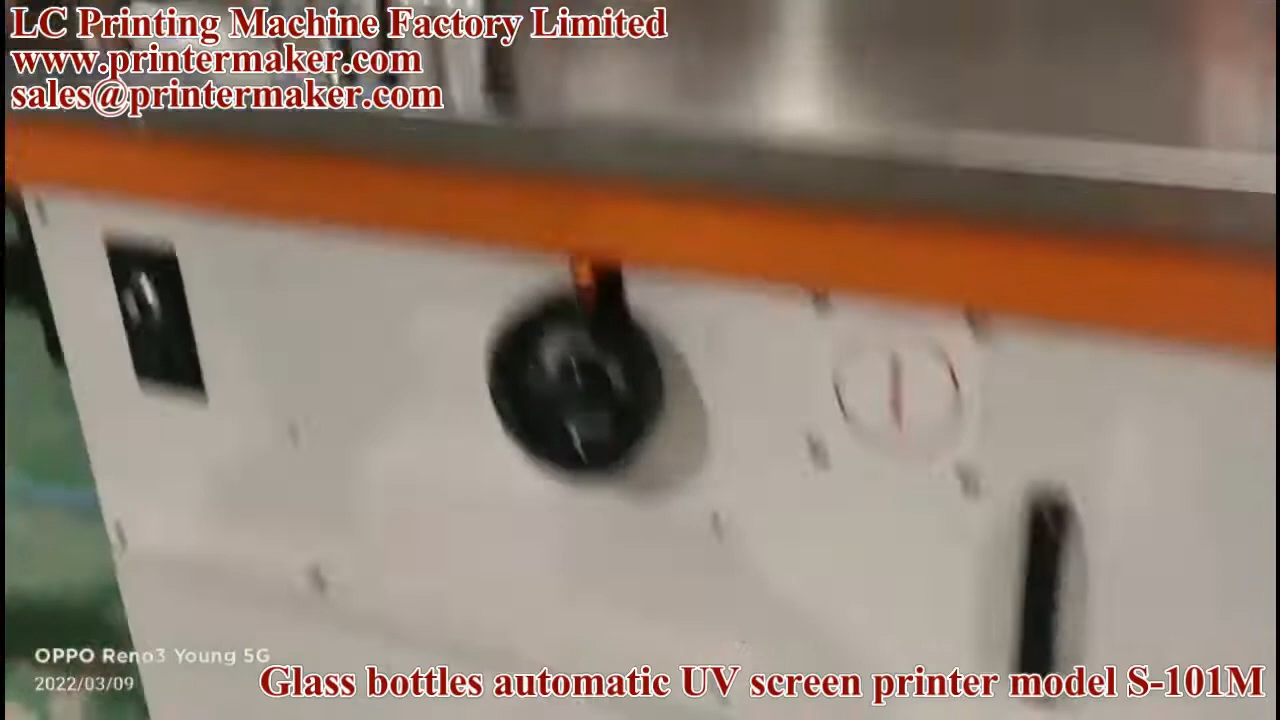 LC Printing Machine Factory Limited
www.printermaker.com
sales@printermaker.com
OPPO Reno3 Young 5G
2022/03/09
Glass bottles automatic UV screen printer model S-101M